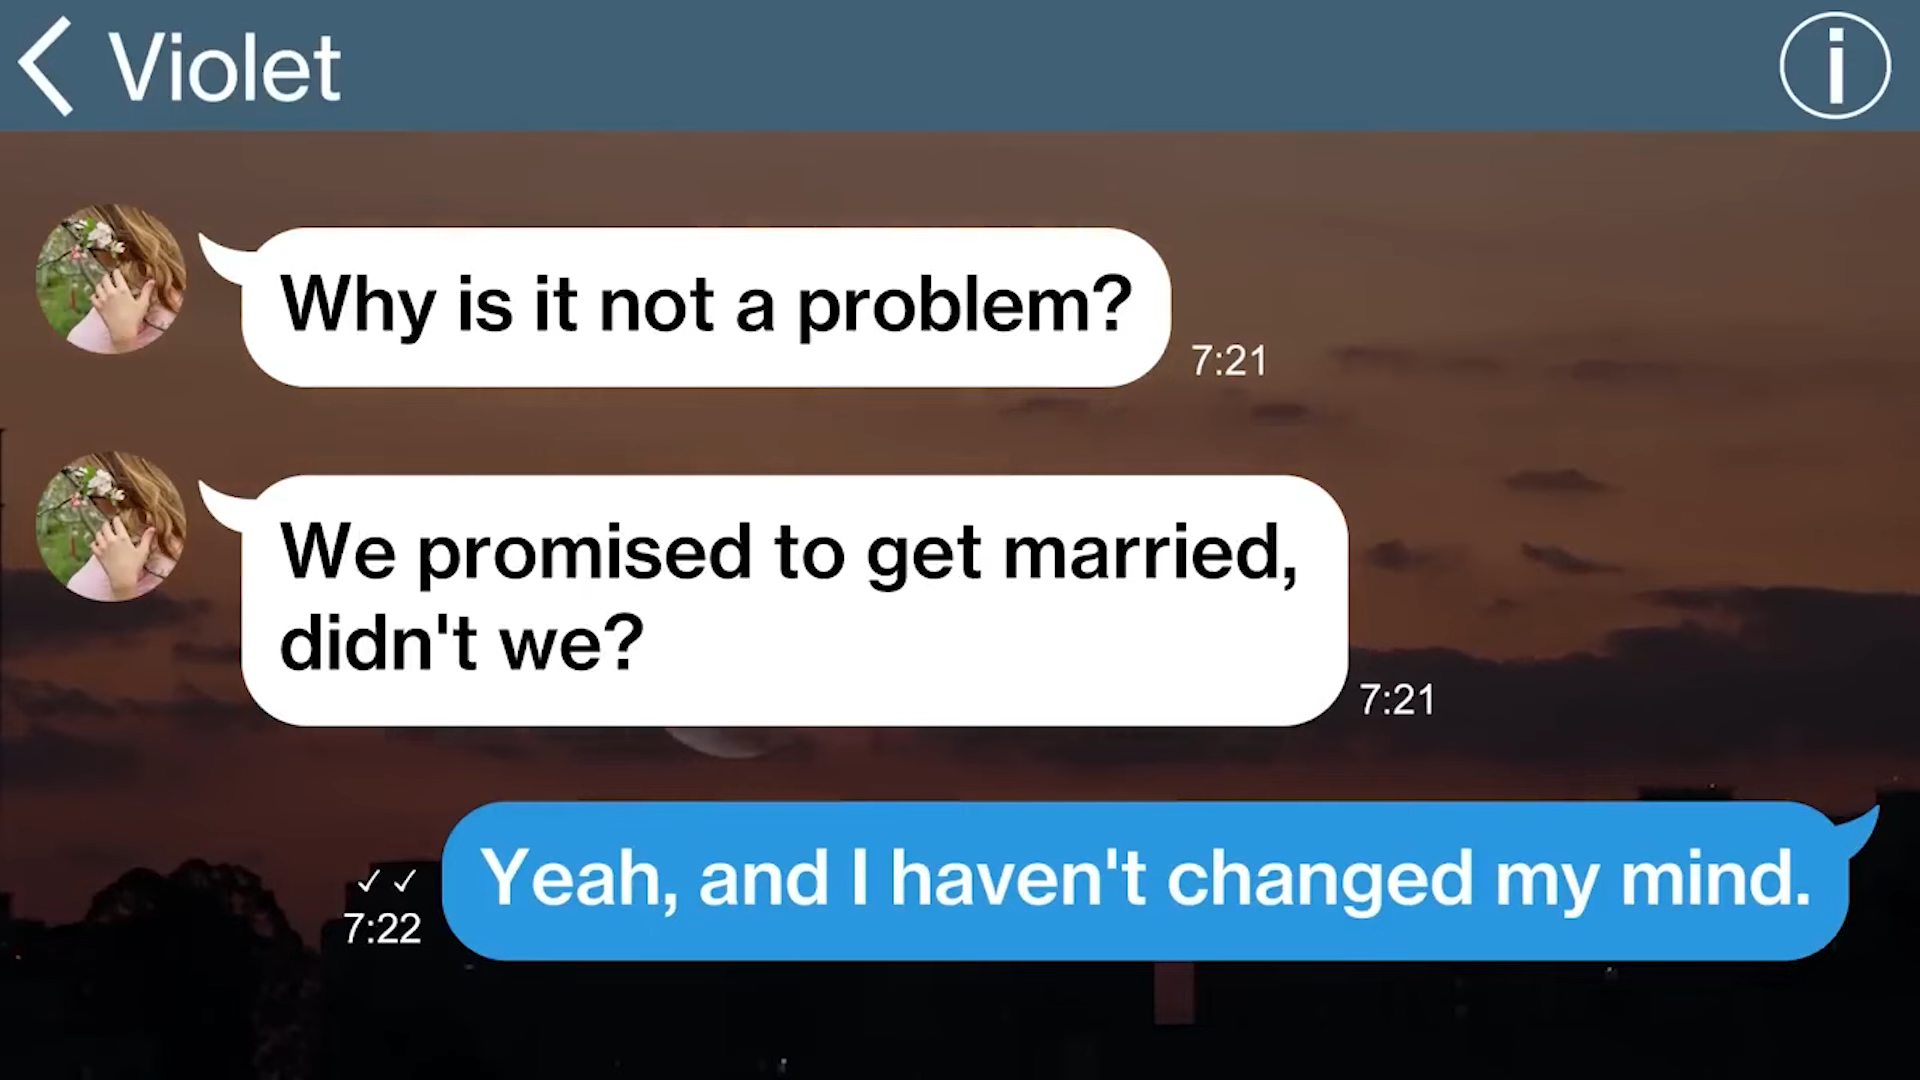 Violet
Why is it not a problem?
7:21
We promised to get married,
didn't we?
7:21
Yeah, and I haven't changed my mind.
7:22